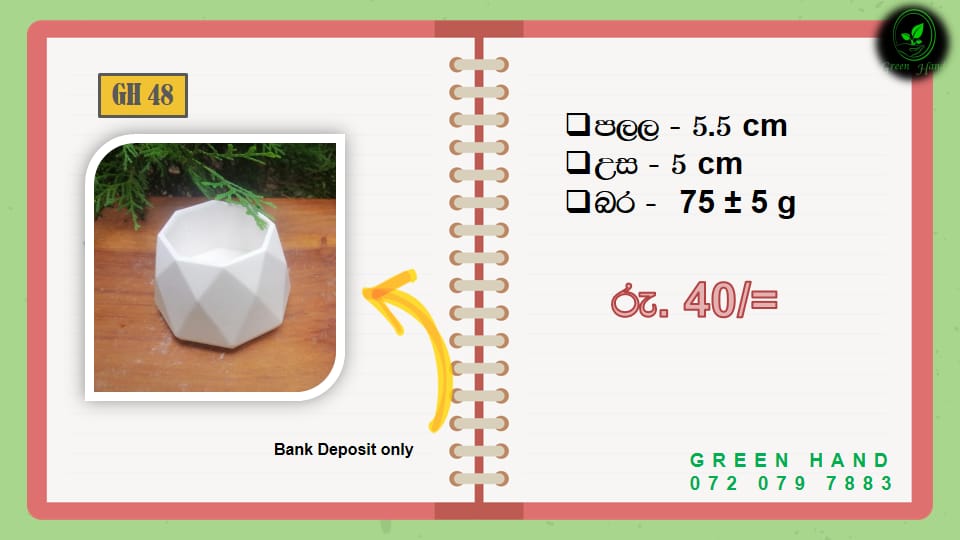 Green Hand
GH 48
❑පලල - 5.5 cm
❑උස - 5 cm
❑බර - 75 ± 5 g
රු. 40/=
Bank Deposit only
GREEN HAND
072 079 7883